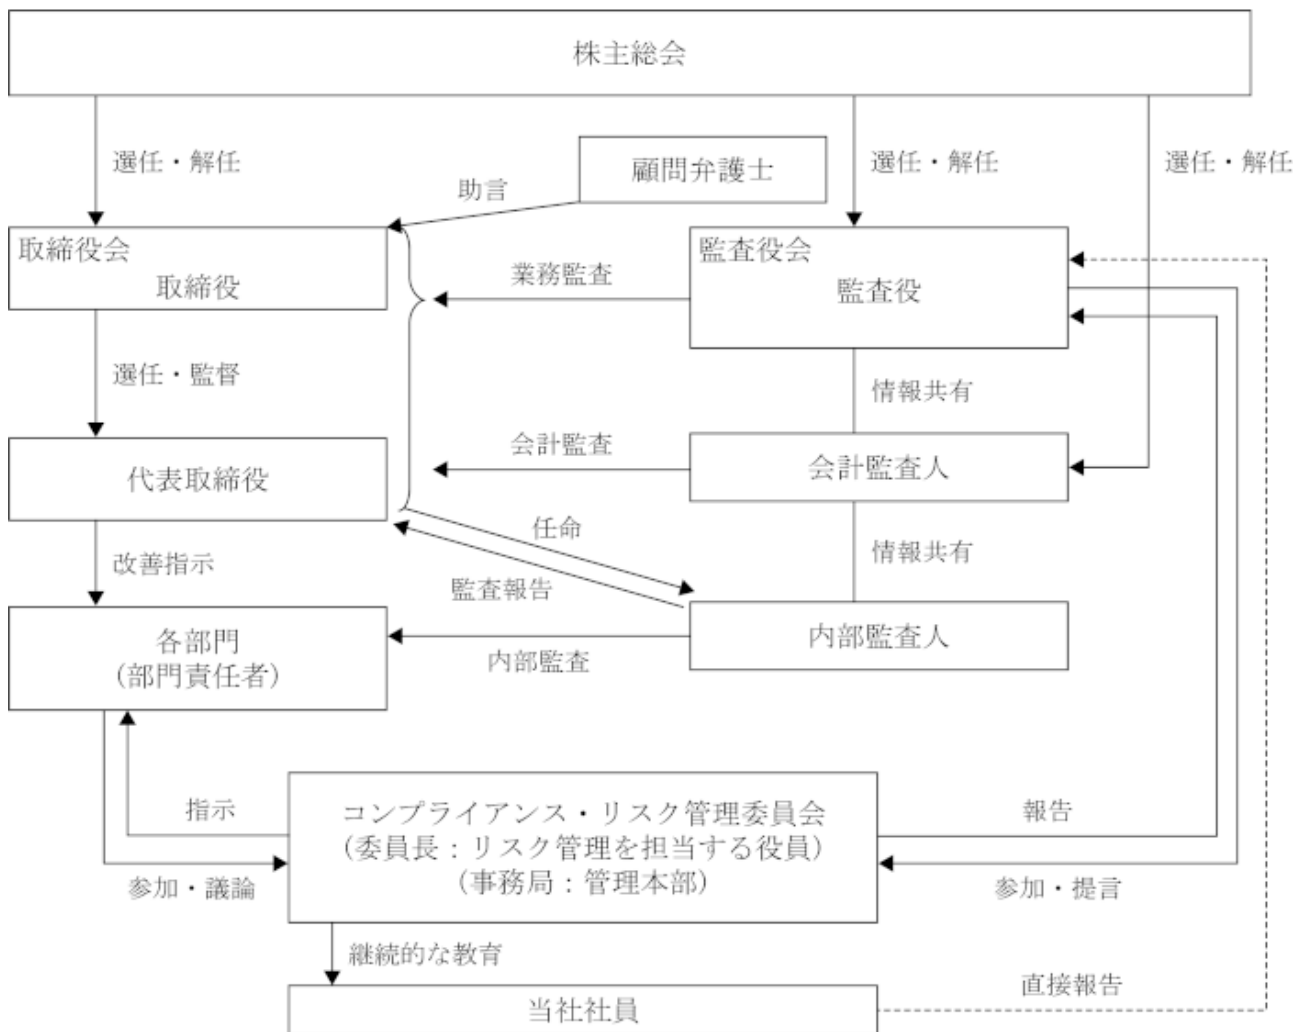 株主総会
選任・解任
選任・解任
選任・解任
顧問弁護士
助言
取締役会
取締役
監査役会
監査役
業務監査
選任・監督
情報共有
代表取締役
会計監査
会計監査人
任命
改善指示
監査報告
情報共有
各部門
(部門責任者)
内部監査
内部監査人
指示
コンプライアンス・リスク管理委員会
(委員長：リスク管理を担当する役員)
(事務局：管理本部)
報告
参加・議論
参加・提言
継続的な教育
直接報告
当社社員